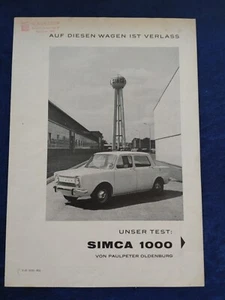 AUF DIESEN WAGEN IST VERLASS
UNSER TEST:
SIMCA 1000
VON PAULPETER OLDENBURG